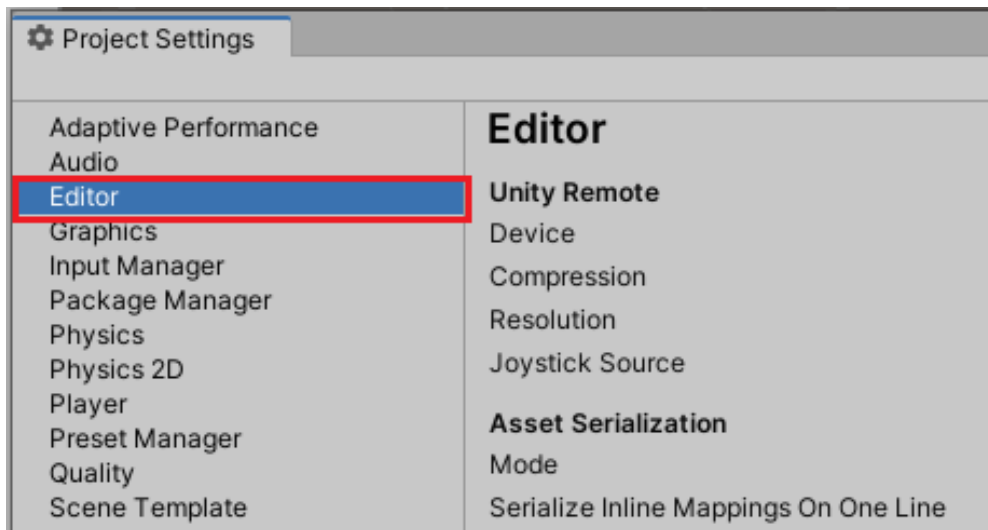 Project Settings
Adaptive Performance
Audio
Editor
Graphics
Input Manager
Package Manager
Physics
Physics 2D
Player
Preset Manager
Quality
Scene Template
Editor
Unity Remote
Device
Compression
Resolution
Joystick Source
Asset Serialization
Mode
Serialize Inline Mappings On One Line